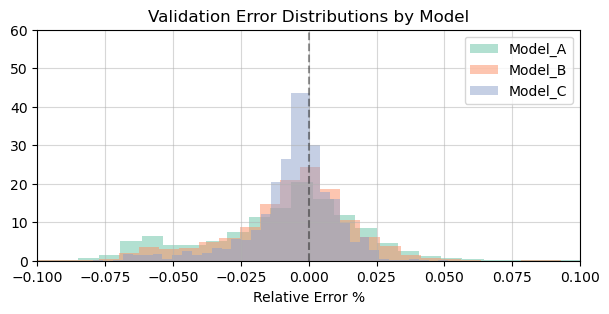 Validation Error Distributions by Model
60
50
40
30
20
10
0
Model_A
Model_B
Model_C
−0.100 −0.075 −0.050 −0.025 0.000 0.025 0.050 0.075 0.100
Relative Error %